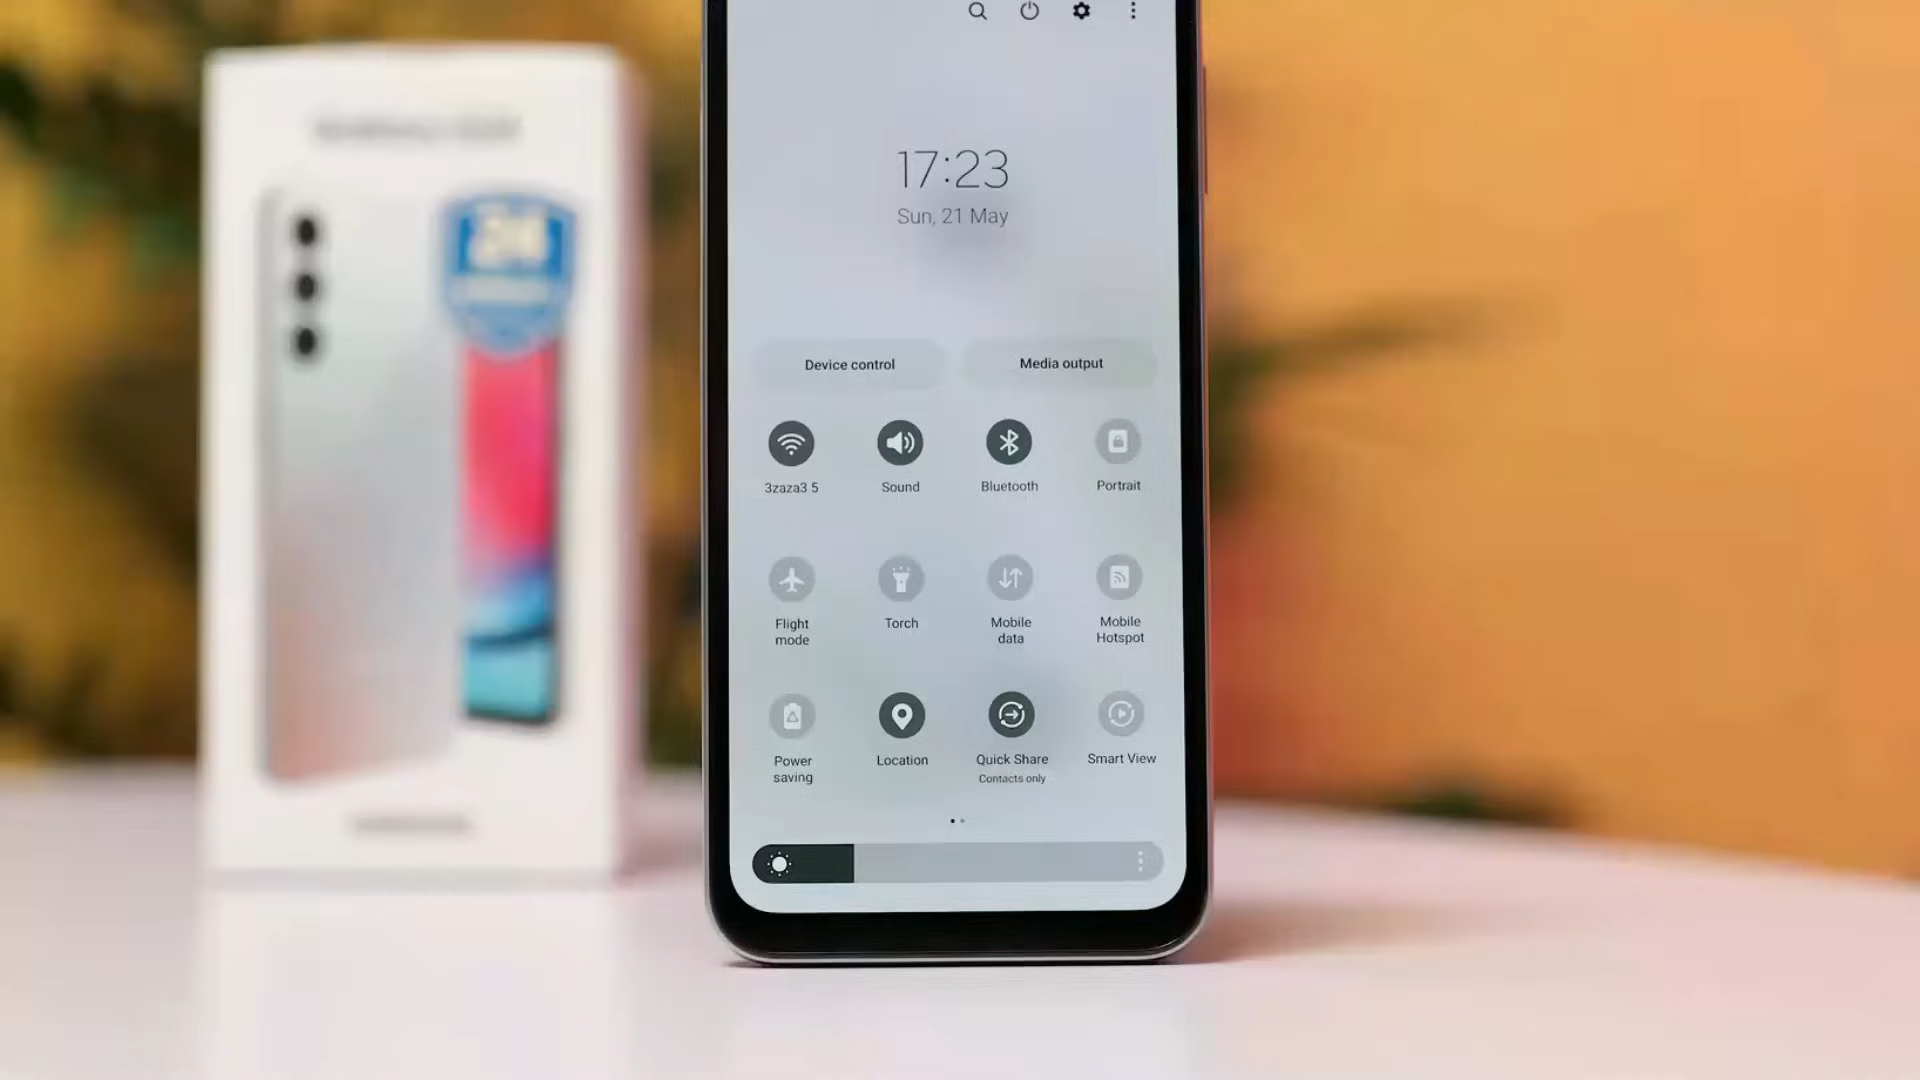 17:23
Sun, 21 May
Device control
Media output
3zaza3 5
Sound
Bluetooth
Portrait
Flight
mode
Torch
Mobile
data
Mobile
Hotspot
Power
saving
Location
Quick Share
Contacts only
Smart View
24